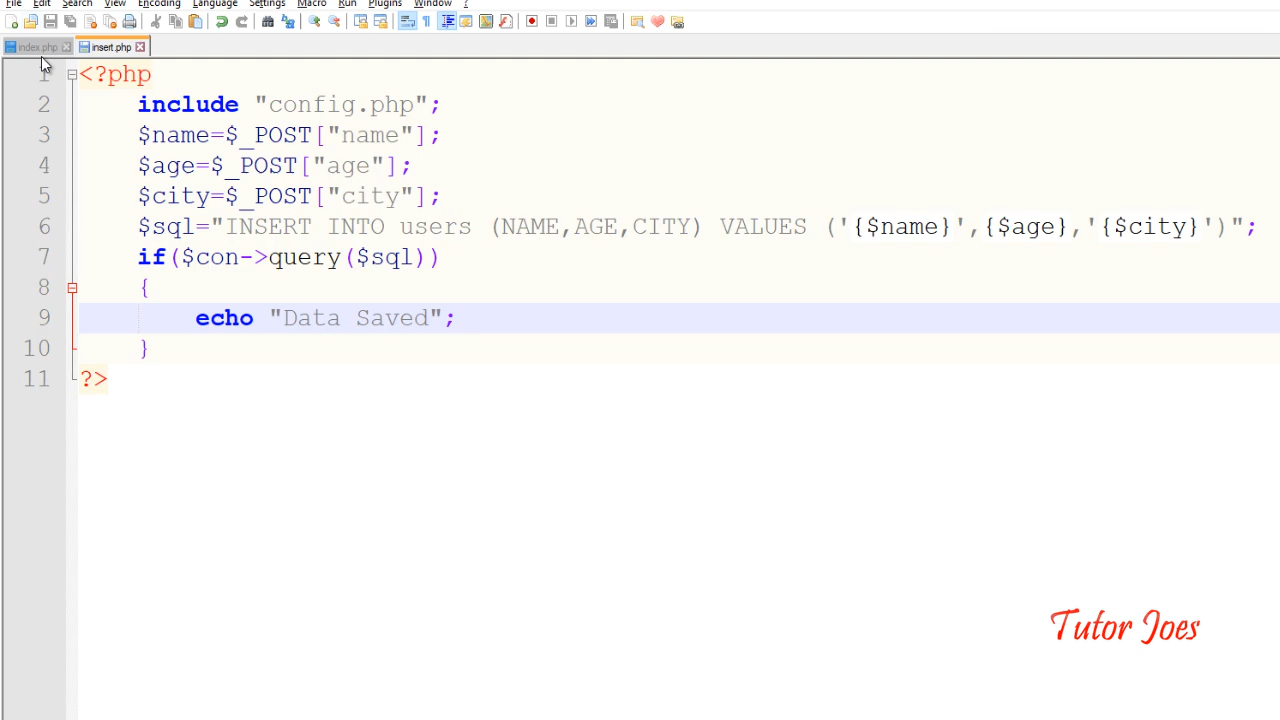 File Edit Search View Encoding Language Settings Macro Run Plugins Window ?
index.php insert.php
1 <?php
2 include "config.php";
3 $name=$_POST["name"];
4 $age=$_POST["age"];
5 $city=$_POST["city"];
6 $sql="INSERT INTO users (NAME,AGE,CITY) VALUES ('{$name}',{$age},'{$city}')";
7 if($con->query($sql))
8 {
9 echo "Data Saved";
10 }
11 ?>
Tutor Joes